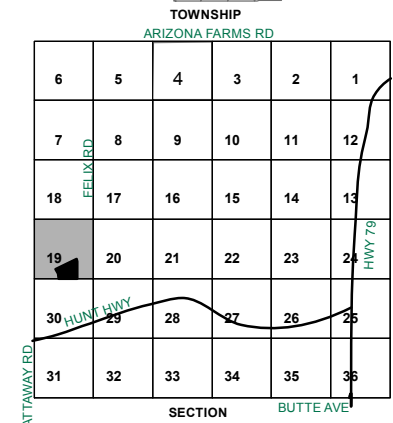 TOWNSHIP
ARIZONA FARMS RD
6 5 4 3 2 1
7 8 9 10 11 12
FELIX RD
18 17 16 15 14 13
19 20 21 22 23 24
HWY 79
30 29 28 27 26 25
HUNT HWY
31 32 33 34 35 36
ATTAWAY RD
SECTION
BUTTE AVE